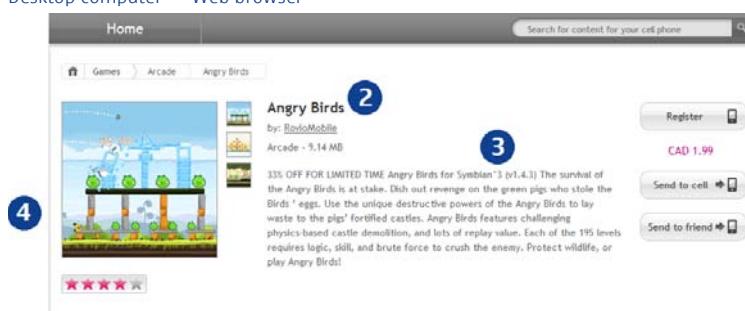 Desktop computer — Web browser
Home
Search for content for your cell phone
Games Arcade Angry Birds
Angry Birds 2
by: RovioMobile
Arcade - 9.14 MB
3
33% OFF FOR LIMITED TIME Angry Birds for Symbian^3 (v1.4.3) The survival of
the Angry Birds is at stake. Dish out revenge on the green pigs who stole the
Birds ' eggs. Use the unique destructive powers of the Angry Birds to lay
waste to the pigs' fortified castles. Angry Birds features challenging
physics-based castle demolition, and lots of replay value. Each of the 195 levels
requires logic, skill, and brute force to crush the enemy. Protect wildlife, or
play Angry Birds!
4
Register
CAD 1.99
Send to cell
Send to friend